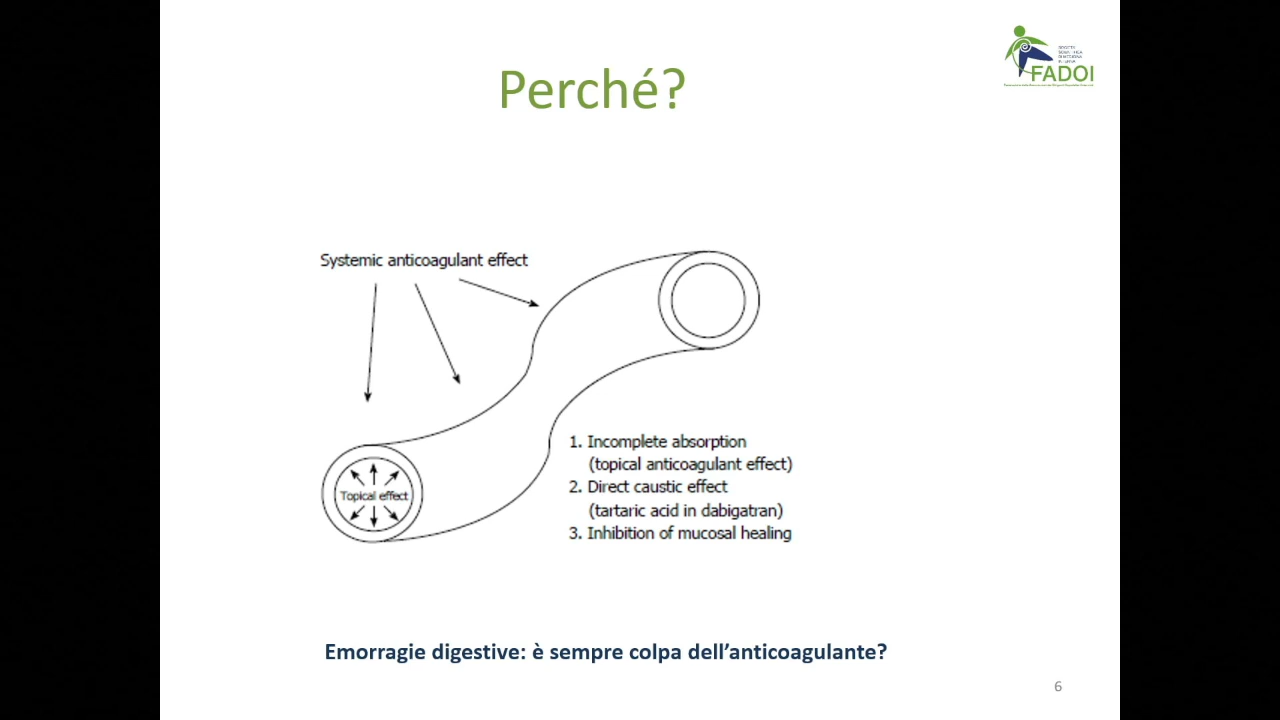 Perché?
FADOI
Systemic anticoagulant effect
Topical effect
1. Incomplete absorption
(topical anticoagulant effect)
2. Direct caustic effect
(tartaric acid in dabigatran)
3. Inhibition of mucosal healing
Emorragie digestive: è sempre colpa dell’anticoagulante?
6